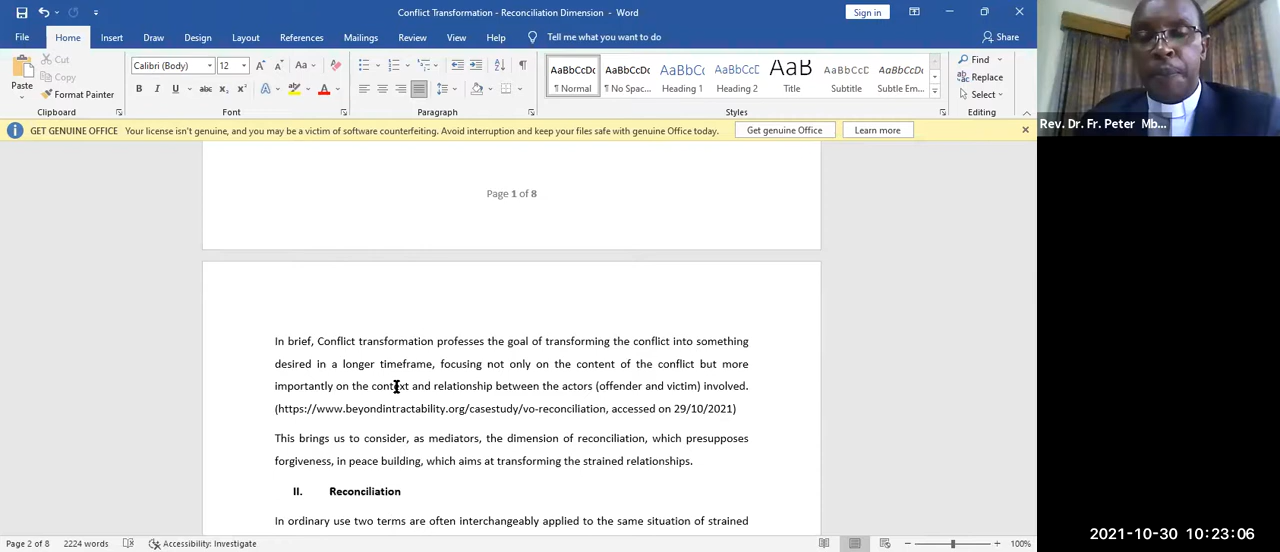 Conflict Transformation - Reconciliation Dimension - Word
Sign in
File Home Insert Draw Design Layout References Mailings Review View Help Tell me what you want to do Share
Paste
Cut
Copy
Format Painter
Clipboard
Calibri (Body) 12
Font
Paragraph
AaBbCcDc AaBbCcDc AaBbCc AaBbCcD AaB AaBbCcD AaBbCcDc
¶ Normal ¶ No Spac... Heading 1 Heading 2 Title Subtitle Subtle Em...
Styles
Find
Replace
Select
Editing
GET GENUINE OFFICE Your license isn't genuine, and you may be a victim of software counterfeiting. Avoid interruption and keep your files safe with genuine Office today. Get genuine Office Learn more
Rev. Dr. Fr. Peter Mb...
Page 1 of 8
In brief, Conflict transformation professes the goal of transforming the conflict into something
desired in a longer timeframe, focusing not only on the content of the conflict but more
importantly on the context and relationship between the actors (offender and victim) involved.
(https://www.beyondintractability.org/casestudy/vo-reconciliation, accessed on 29/10/2021)
This brings us to consider, as mediators, the dimension of reconciliation, which presupposes
forgiveness, in peace building, which aims at transforming the strained relationships.
II. Reconciliation
In ordinary use two terms are often interchangeably applied to the same situation of strained
Page 2 of 8 2224 words Accessibility: Investigate 100%
2021-10-30 10:23:06